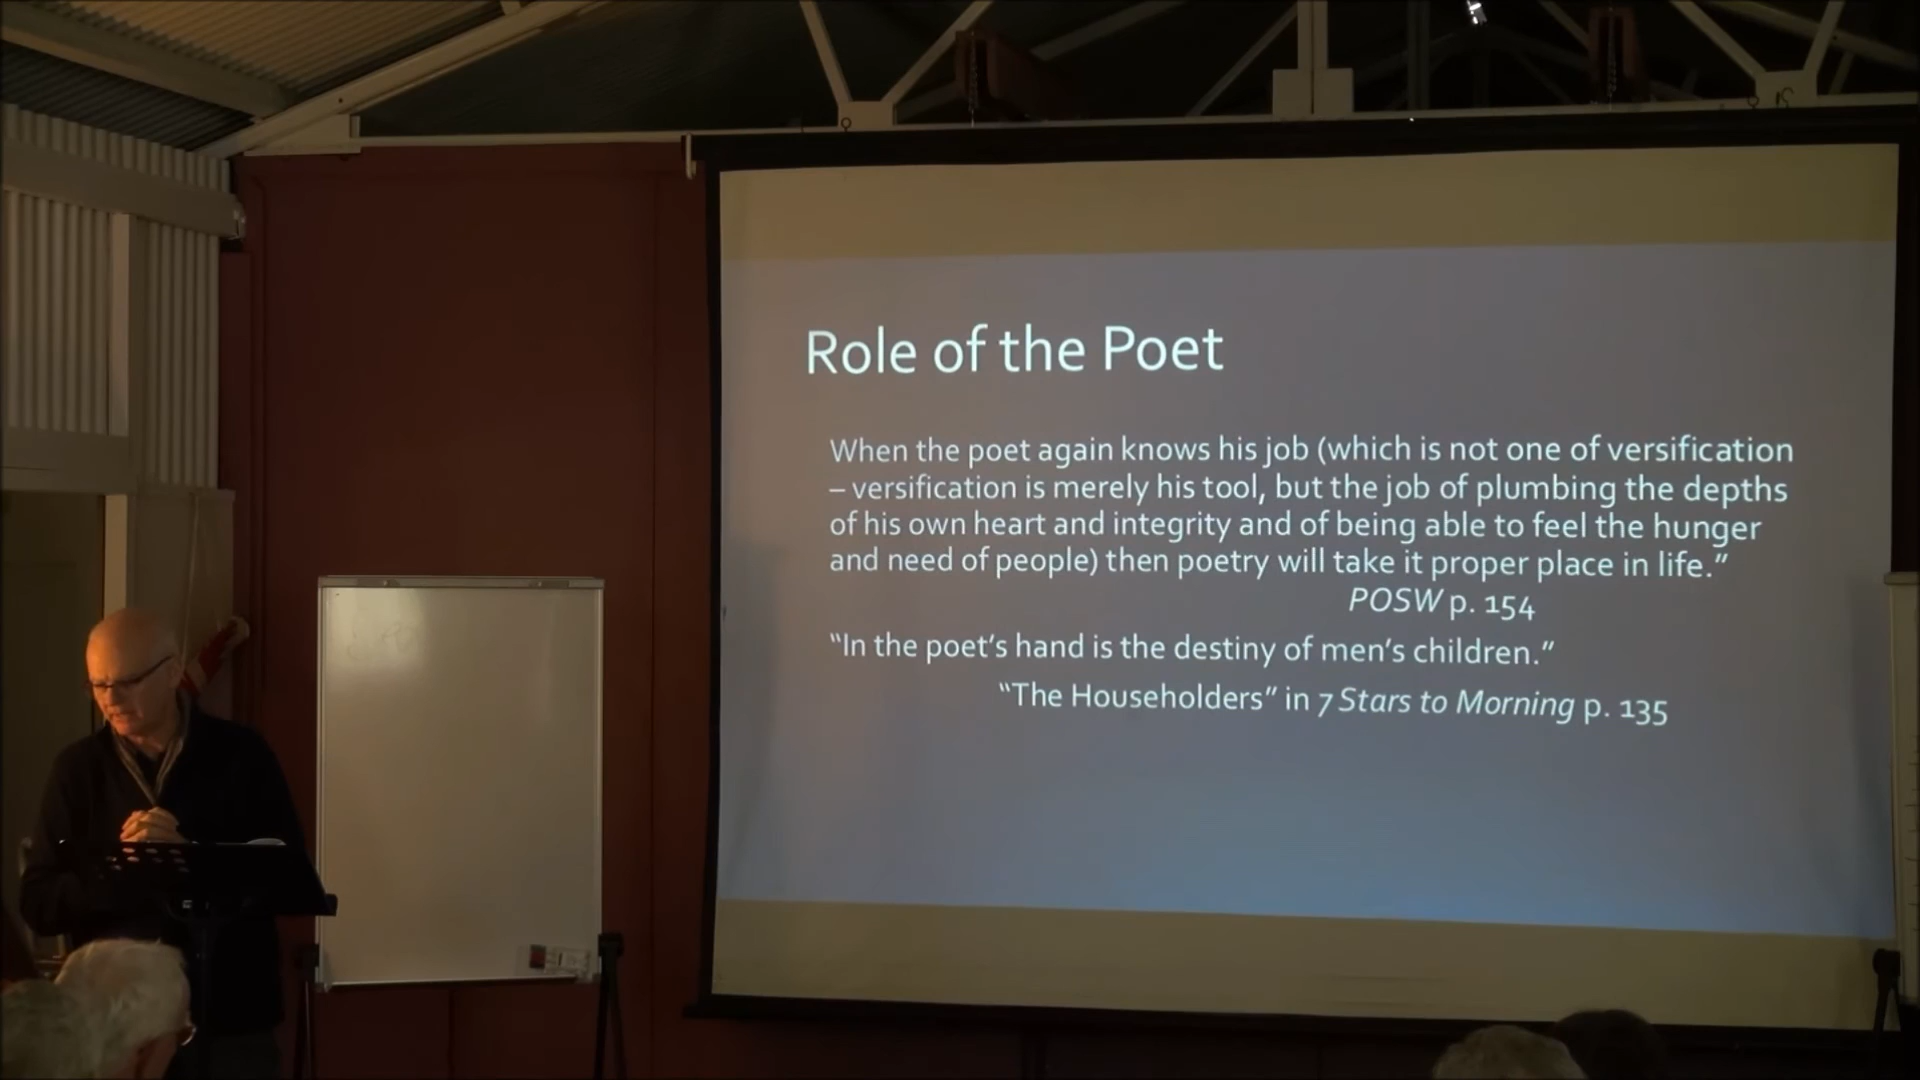 Role of the Poet
When the poet again knows his job (which is not one of versification
– versification is merely his tool, but the job of plumbing the depths
of his own heart and integrity and of being able to feel the hunger
and need of people) then poetry will take it proper place in life.”
POSW p. 154
“In the poet’s hand is the destiny of men’s children.”
“The Householders” in 7 Stars to Morning p. 135